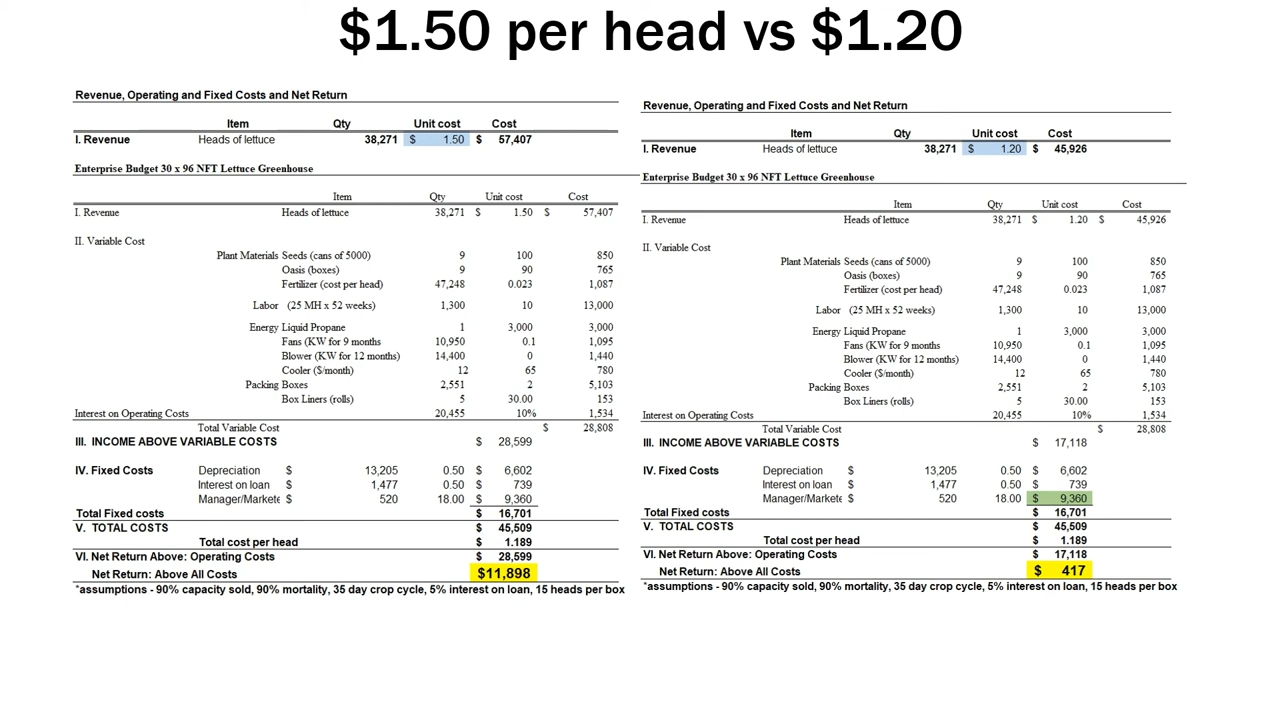 $1.50 per head vs $1.20
Revenue, Operating and Fixed Costs and Net Return
Item Qty Unit cost Cost
I. Revenue Heads of lettuce 38,271 $ 1.50 $ 57,407
Enterprise Budget 30 x 96 NFT Lettuce Greenhouse
Item Qty Unit cost Cost
I. Revenue Heads of lettuce 38,271 $ 1.50 $ 57,407
II. Variable Cost
Plant Materials Seeds (cans of 5000) 9 100 850
Oasis (boxes) 9 90 765
Fertilizer (cost per head) 47,248 0.023 1,087
Labor (25 MH x 52 weeks) 1,300 10 13,000
Energy Liquid Propane 1 3,000 3,000
Fans (KW for 9 months 10,950 0.1 1,095
Blower (KW for 12 months) 14,400 0 1,440
Cooler ($/month) 12 65 780
Packing Boxes 2,551 2 5,103
Box Liners (rolls) 5 30.00 153
Interest on Operating Costs 20,455 10% 1,534
Total Variable Cost $ 28,808
III. INCOME ABOVE VARIABLE COSTS $ 28,599
IV. Fixed Costs Depreciation $ 13,205 0.50 $ 6,602
Interest on loan $ 1,477 0.50 $ 739
Manager/Markete $ 520 18.00 $ 9,360
Total Fixed costs $ 16,701
V. TOTAL COSTS $ 45,509
Total cost per head $ 1.189
VI. Net Return Above: Operating Costs $ 28,599
Net Return: Above All Costs $11,898
*assumptions - 90% capacity sold, 90% mortality, 35 day crop cycle, 5% interest on loan, 15 heads per box
Revenue, Operating and Fixed Costs and Net Return
Item Qty Unit cost Cost
I. Revenue Heads of lettuce 38,271 $ 1.20 $ 45,926
Enterprise Budget 30 x 96 NFT Lettuce Greenhouse
Item Qty Unit cost Cost
I. Revenue Heads of lettuce 38,271 $ 1.20 $ 45,926
II. Variable Cost
Plant Materials Seeds (cans of 5000) 9 100 850
Oasis (boxes) 9 90 765
Fertilizer (cost per head) 47,248 0.023 1,087
Labor (25 MH x 52 weeks) 1,300 10 13,000
Energy Liquid Propane 1 3,000 3,000
Fans (KW for 9 months 10,950 0.1 1,095
Blower (KW for 12 months) 14,400 0 1,440
Cooler ($/month) 12 65 780
Packing Boxes 2,551 2 5,103
Box Liners (rolls) 5 30.00 153
Interest on Operating Costs 20,455 10% 1,534
Total Variable Cost $ 28,808
III. INCOME ABOVE VARIABLE COSTS $ 17,118
IV. Fixed Costs Depreciation $ 13,205 0.50 $ 6,602
Interest on loan $ 1,477 0.50 $ 739
Manager/Markete $ 520 18.00 $ 9,360
Total Fixed costs $ 16,701
V. TOTAL COSTS $ 45,509
Total cost per head $ 1.189
VI. Net Return Above: Operating Costs $ 17,118
Net Return: Above All Costs $ 417
*assumptions - 90% capacity sold, 90% mortality, 35 day crop cycle, 5% interest on loan, 15 heads per box